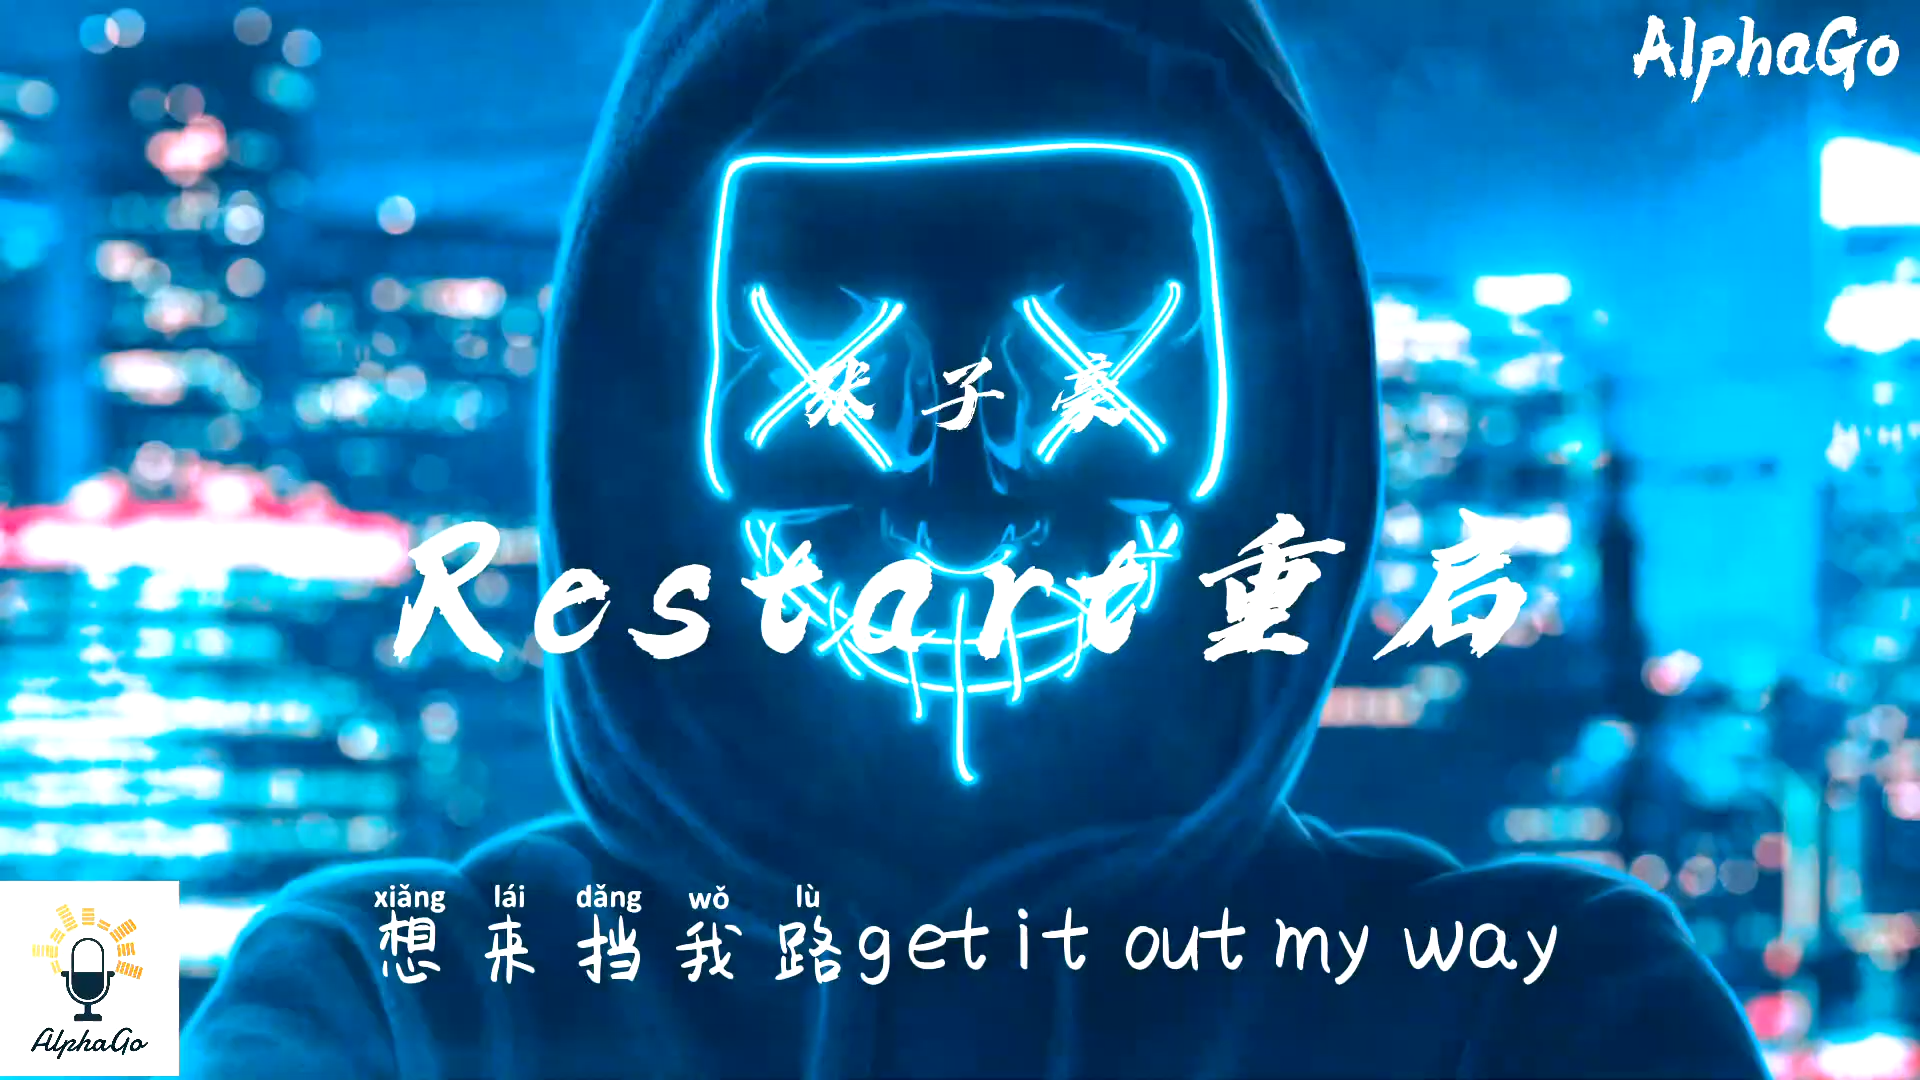 AlphaGo
张子豪
Restart重启
xiǎng lái dǎng wǒ lù
想来挡我路get it out my way
AlphaGo